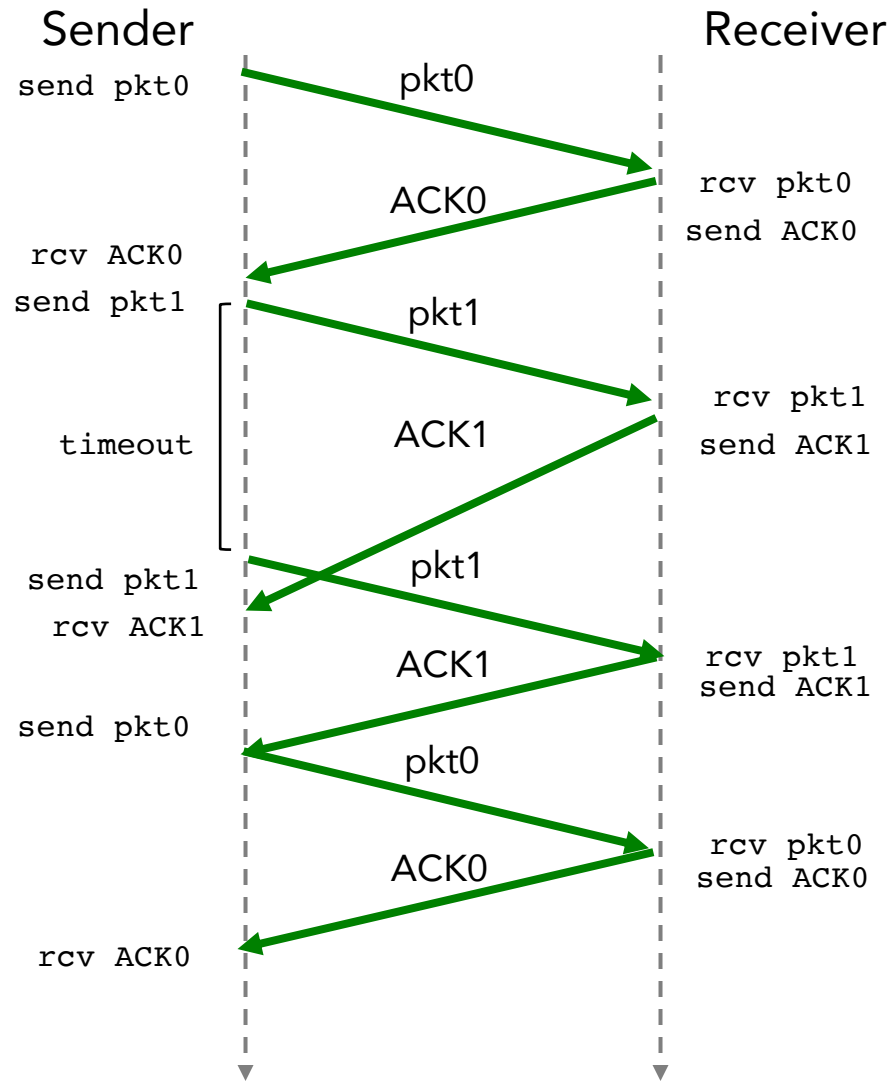 Sender
Receiver
send pkt0
pkt0
rcv pkt0
ACK0
send ACK0
rcv ACK0
send pkt1
pkt1
rcv pkt1
timeout
ACK1
send ACK1
send pkt1
pkt1
rcv ACK1
ACK1
rcv pkt1
send ACK1
send pkt0
pkt0
rcv pkt0
ACK0
send ACK0
rcv ACK0